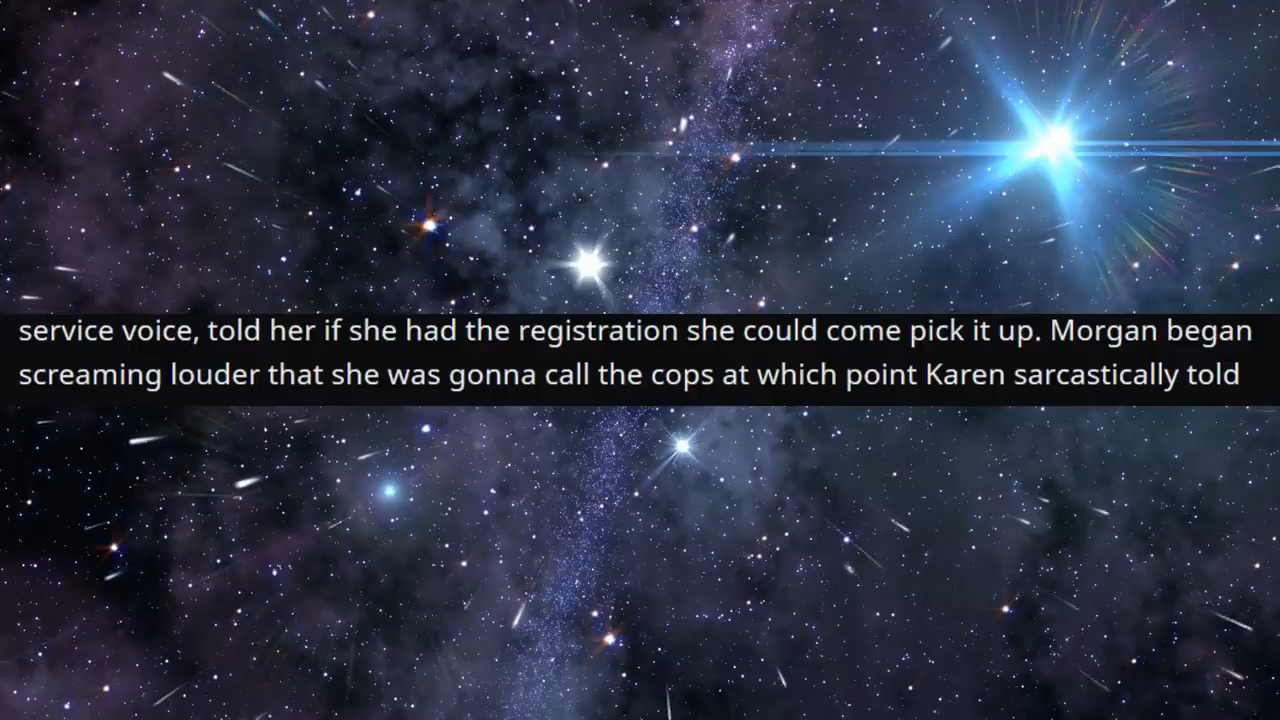 service voice, told her if she had the registration she could come pick it up. Morgan began
screaming louder that she was gonna call the cops at which point Karen sarcastically told